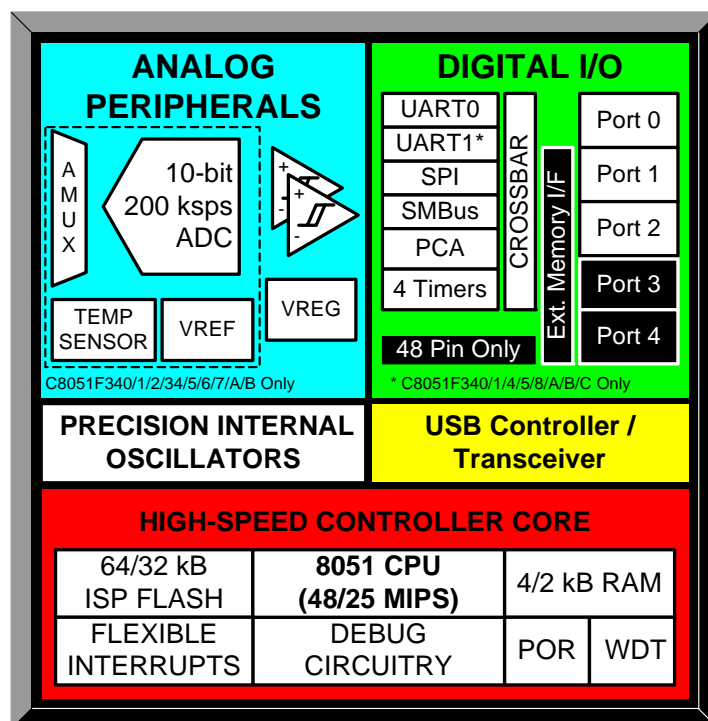 ANALOG
PERIPHERALS
A
M
U
X
10-bit
200 ksps
ADC
+
-
+
-
TEMP
SENSOR
VREF
VREG
C8051F340/1/2/34/5/6/7/A/B Only
DIGITAL I/O
UART0
UART1*
SPI
SMBus
PCA
4 Timers
CROSSBAR
Ext. Memory I/F
Port 0
Port 1
Port 2
Port 3
Port 4
48 Pin Only
* C8051F340/1/4/5/8/A/B/C Only
PRECISION INTERNAL
OSCILLATORS
USB Controller /
Transceiver
HIGH-SPEED CONTROLLER CORE
64/32 kB
ISP FLASH
8051 CPU
(48/25 MIPS)
4/2 kB RAM
FLEXIBLE
INTERRUPTS
DEBUG
CIRCUITRY
POR
WDT